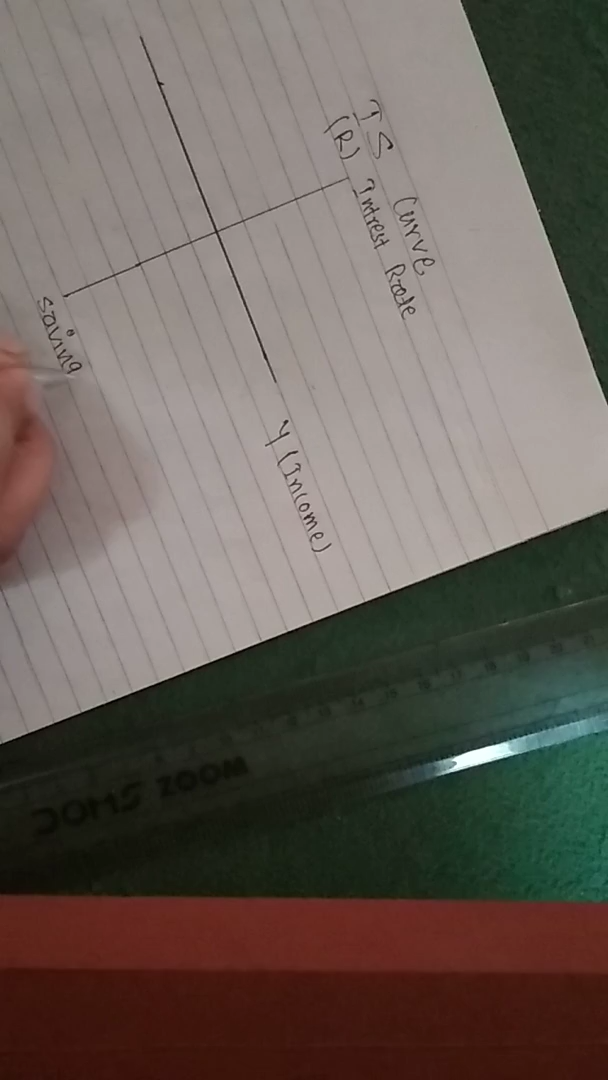 IS Curve
(R) Intrest Rate
Y (Income)
Saving
DOMS ZOOM